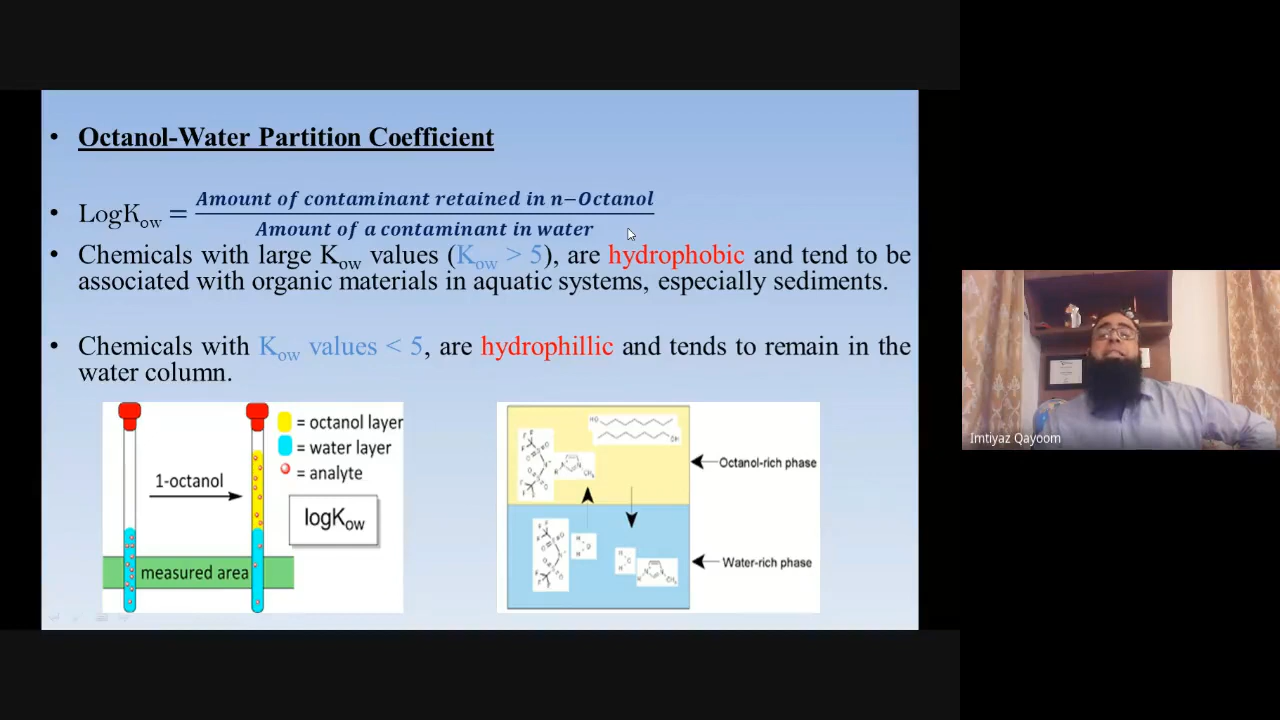 • Octanol-Water Partition Coefficient
• LogKow = Amount of contaminant retained in n−Octanol
Amount of a contaminant in water
• Chemicals with large Kow values (Kow > 5), are hydrophobic and tend to be
associated with organic materials in aquatic systems, especially sediments.
• Chemicals with Kow values < 5, are hydrophillic and tends to remain in the
water column.
= octanol layer
= water layer
= analyte
1-octanol
logKow
measured area
Octanol-rich phase
Water-rich phase
HO
OH
Imtiyaz Qayoom